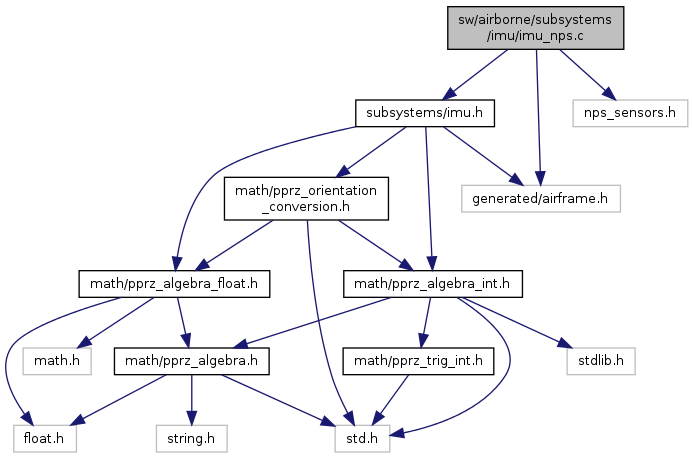 sw/airborne/subsystems
/imu/imu_nps.c
subsystems/imu.h
nps_sensors.h
math/pprz_orientation
_conversion.h
generated/airframe.h
math/pprz_algebra_float.h
math/pprz_algebra_int.h
math.h
math/pprz_algebra.h
math/pprz_trig_int.h
stdlib.h
float.h
string.h
std.h